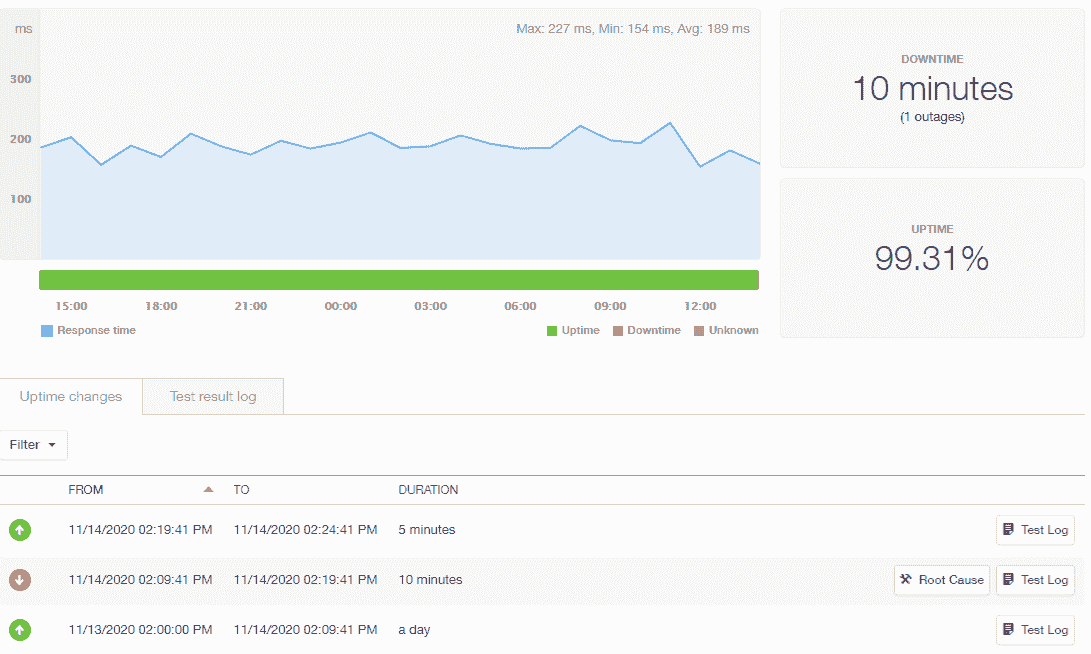 ms
Max: 227 ms, Min: 154 ms, Avg: 189 ms
300
200
100
15:00 18:00 21:00 00:00 03:00 06:00 09:00 12:00
Response time
Uptime Downtime Unknown
DOWNTIME
10 minutes
(1 outages)
UPTIME
99.31%
Uptime changes Test result log
Filter
FROM TO DURATION
11/14/2020 02:19:41 PM 11/14/2020 02:24:41 PM 5 minutes Test Log
11/14/2020 02:09:41 PM 11/14/2020 02:19:41 PM 10 minutes Root Cause Test Log
11/13/2020 02:00:00 PM 11/14/2020 02:09:41 PM a day Test Log